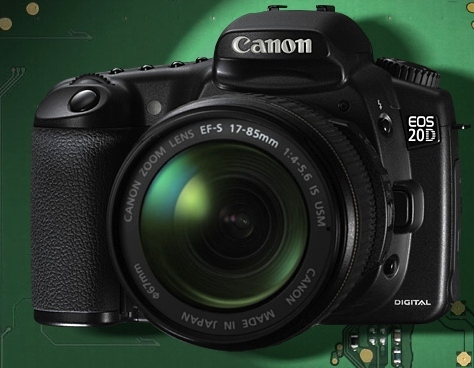 Canon
EOS
20D
CANON ZOOM LENS EF-S 17-85mm 1:4-5.6 IS USM
Φ67mm
CANON MADE IN JAPAN
DIGITAL